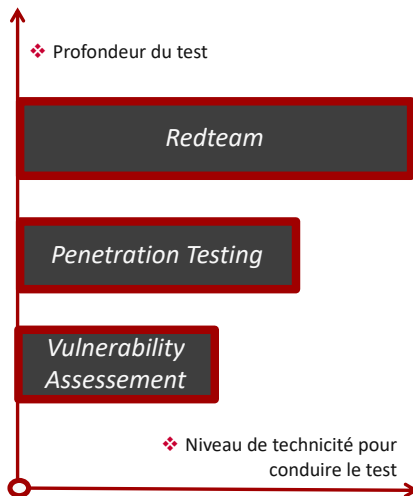 ❖ Profondeur du test
Redteam
Penetration Testing
Vulnerability
Assessement
❖ Niveau de technicité pour
conduire le test